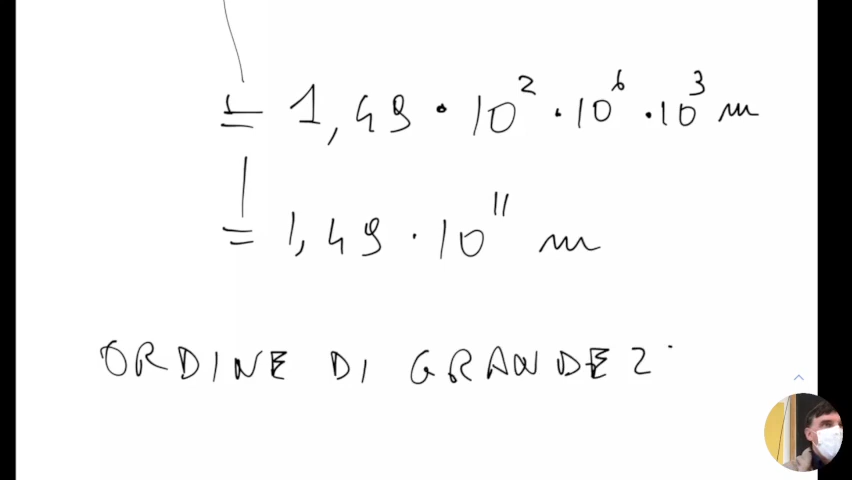 = 1,49 · 10² · 10⁶ · 10³ m
= 1,49 · 10¹¹ m
ORDINE DI GRANDEZ